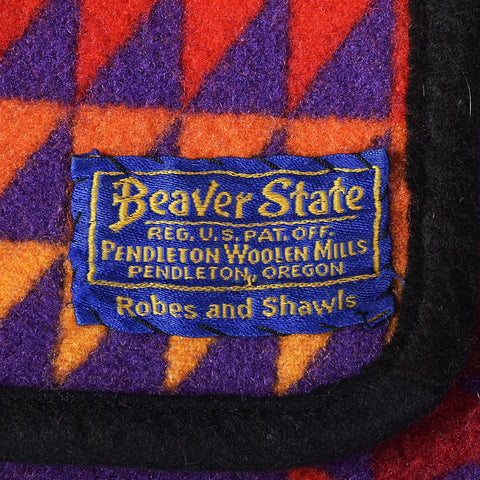 Beaver State
REG. U.S. PAT. OFF.
PENDLETON WOOLEN MILLS
PENDLETON, OREGON
Robes and Shawls